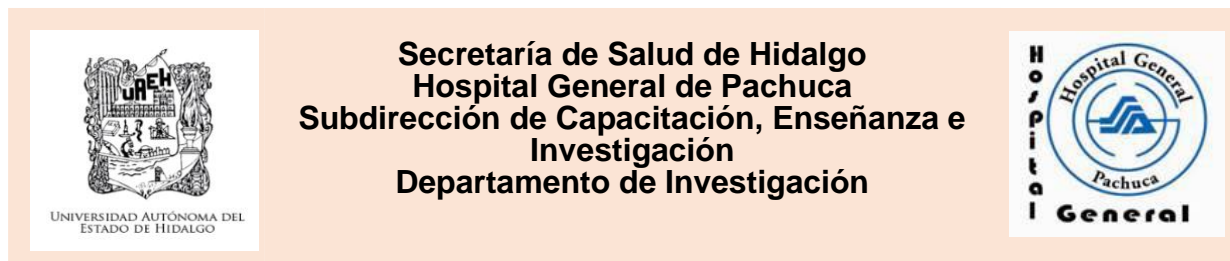 UAEH
UNIVERSIDAD AUTÓNOMA DEL
ESTADO DE HIDALGO
Secretaría de Salud de Hidalgo
Hospital General de Pachuca
Subdirección de Capacitación, Enseñanza e
Investigación
Departamento de Investigación
Hospital
Hospital General
SSA
Pachuca
General